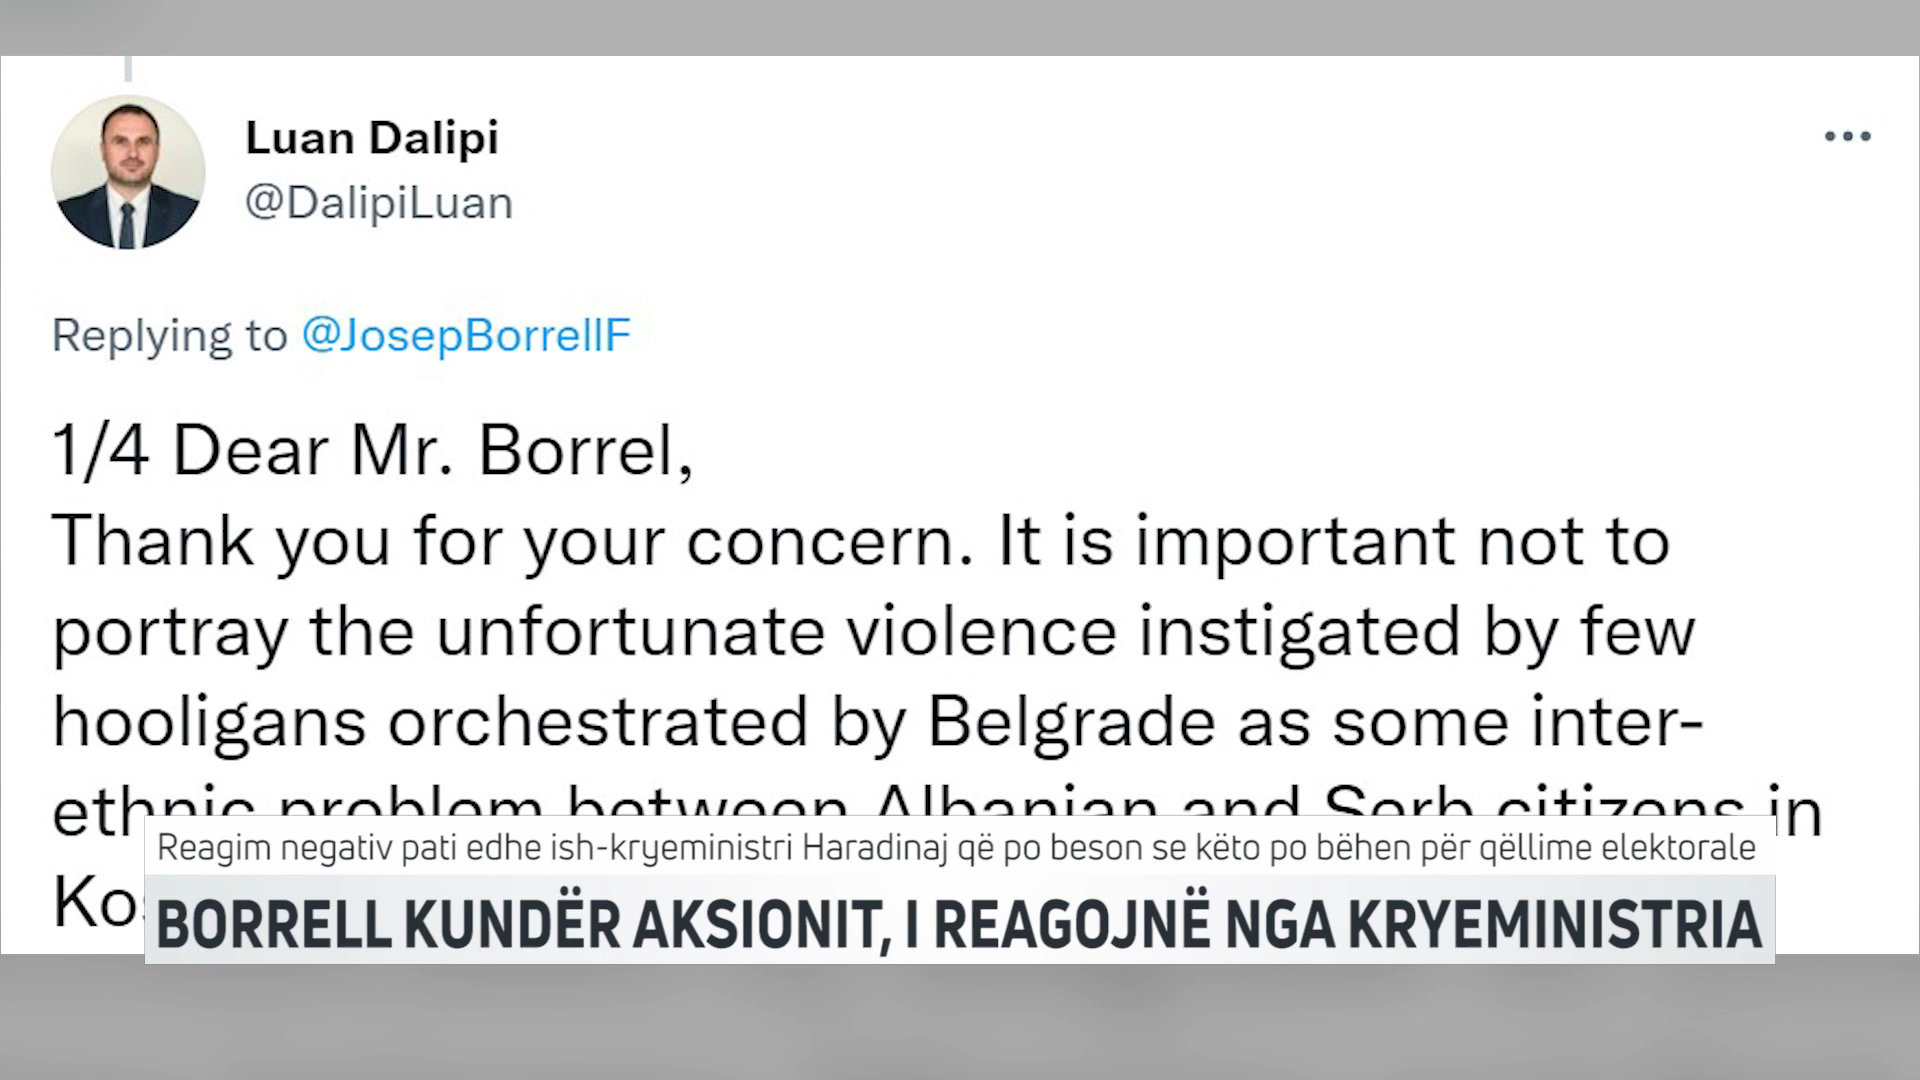 Luan Dalipi
@DalipiLuan
Replying to @JosepBorrellF
1/4 Dear Mr. Borrel,
Thank you for your concern. It is important not to
portray the unfortunate violence instigated by few
hooligans orchestrated by Belgrade as some inter-
ethnic problem between Albanian and Serb citizens in
Reagim negativ pati edhe ish-kryeministri Haradinaj që po beson se këto po bëhen për qëllime elektorale
BORRELL KUNDËR AKSIONIT, I REAGOJNË NGA KRYEMINISTRIA